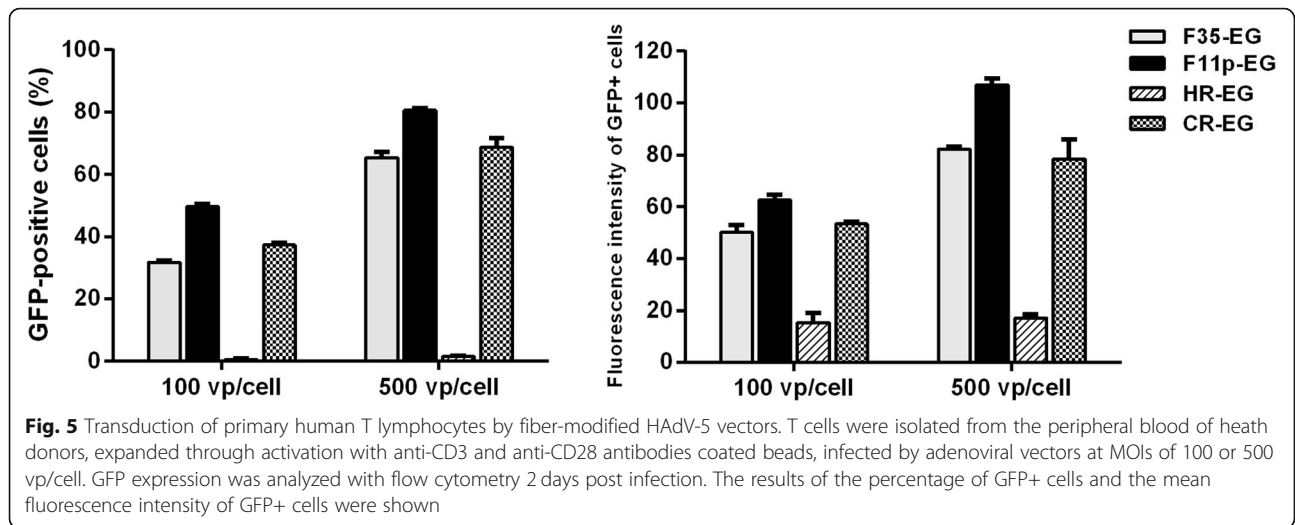 GFP-positive cells (%)
100
80
60
40
20
0
100 vp/cell
500 vp/cell
Fluorescence intensity of GFP+ cells
120
100
80
60
40
20
0
100 vp/cell
500 vp/cell
F35-EG
F11p-EG
HR-EG
CR-EG
Fig. 5 Transduction of primary human T lymphocytes by fiber-modified HAdV-5 vectors. T cells were isolated from the peripheral blood of heath
donors, expanded through activation with anti-CD3 and anti-CD28 antibodies coated beads, infected by adenoviral vectors at MOIs of 100 or 500
vp/cell. GFP expression was analyzed with flow cytometry 2 days post infection. The results of the percentage of GFP+ cells and the mean
fluorescence intensity of GFP+ cells were shown